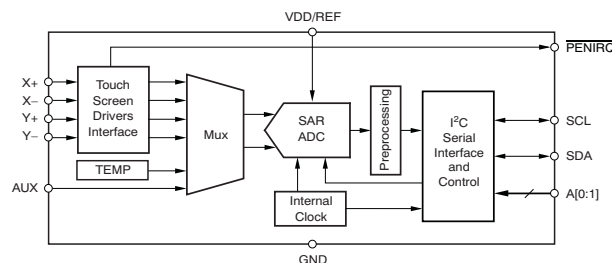 VDD/REF
PENIRQ
X+
X−
Y+
Y−
Touch
Screen
Drivers
Interface
Mux
SAR
ADC
Preprocessing
I²C
Serial
Interface
and
Control
SCL
SDA
TEMP
AUX
Internal
Clock
A[0:1]
GND